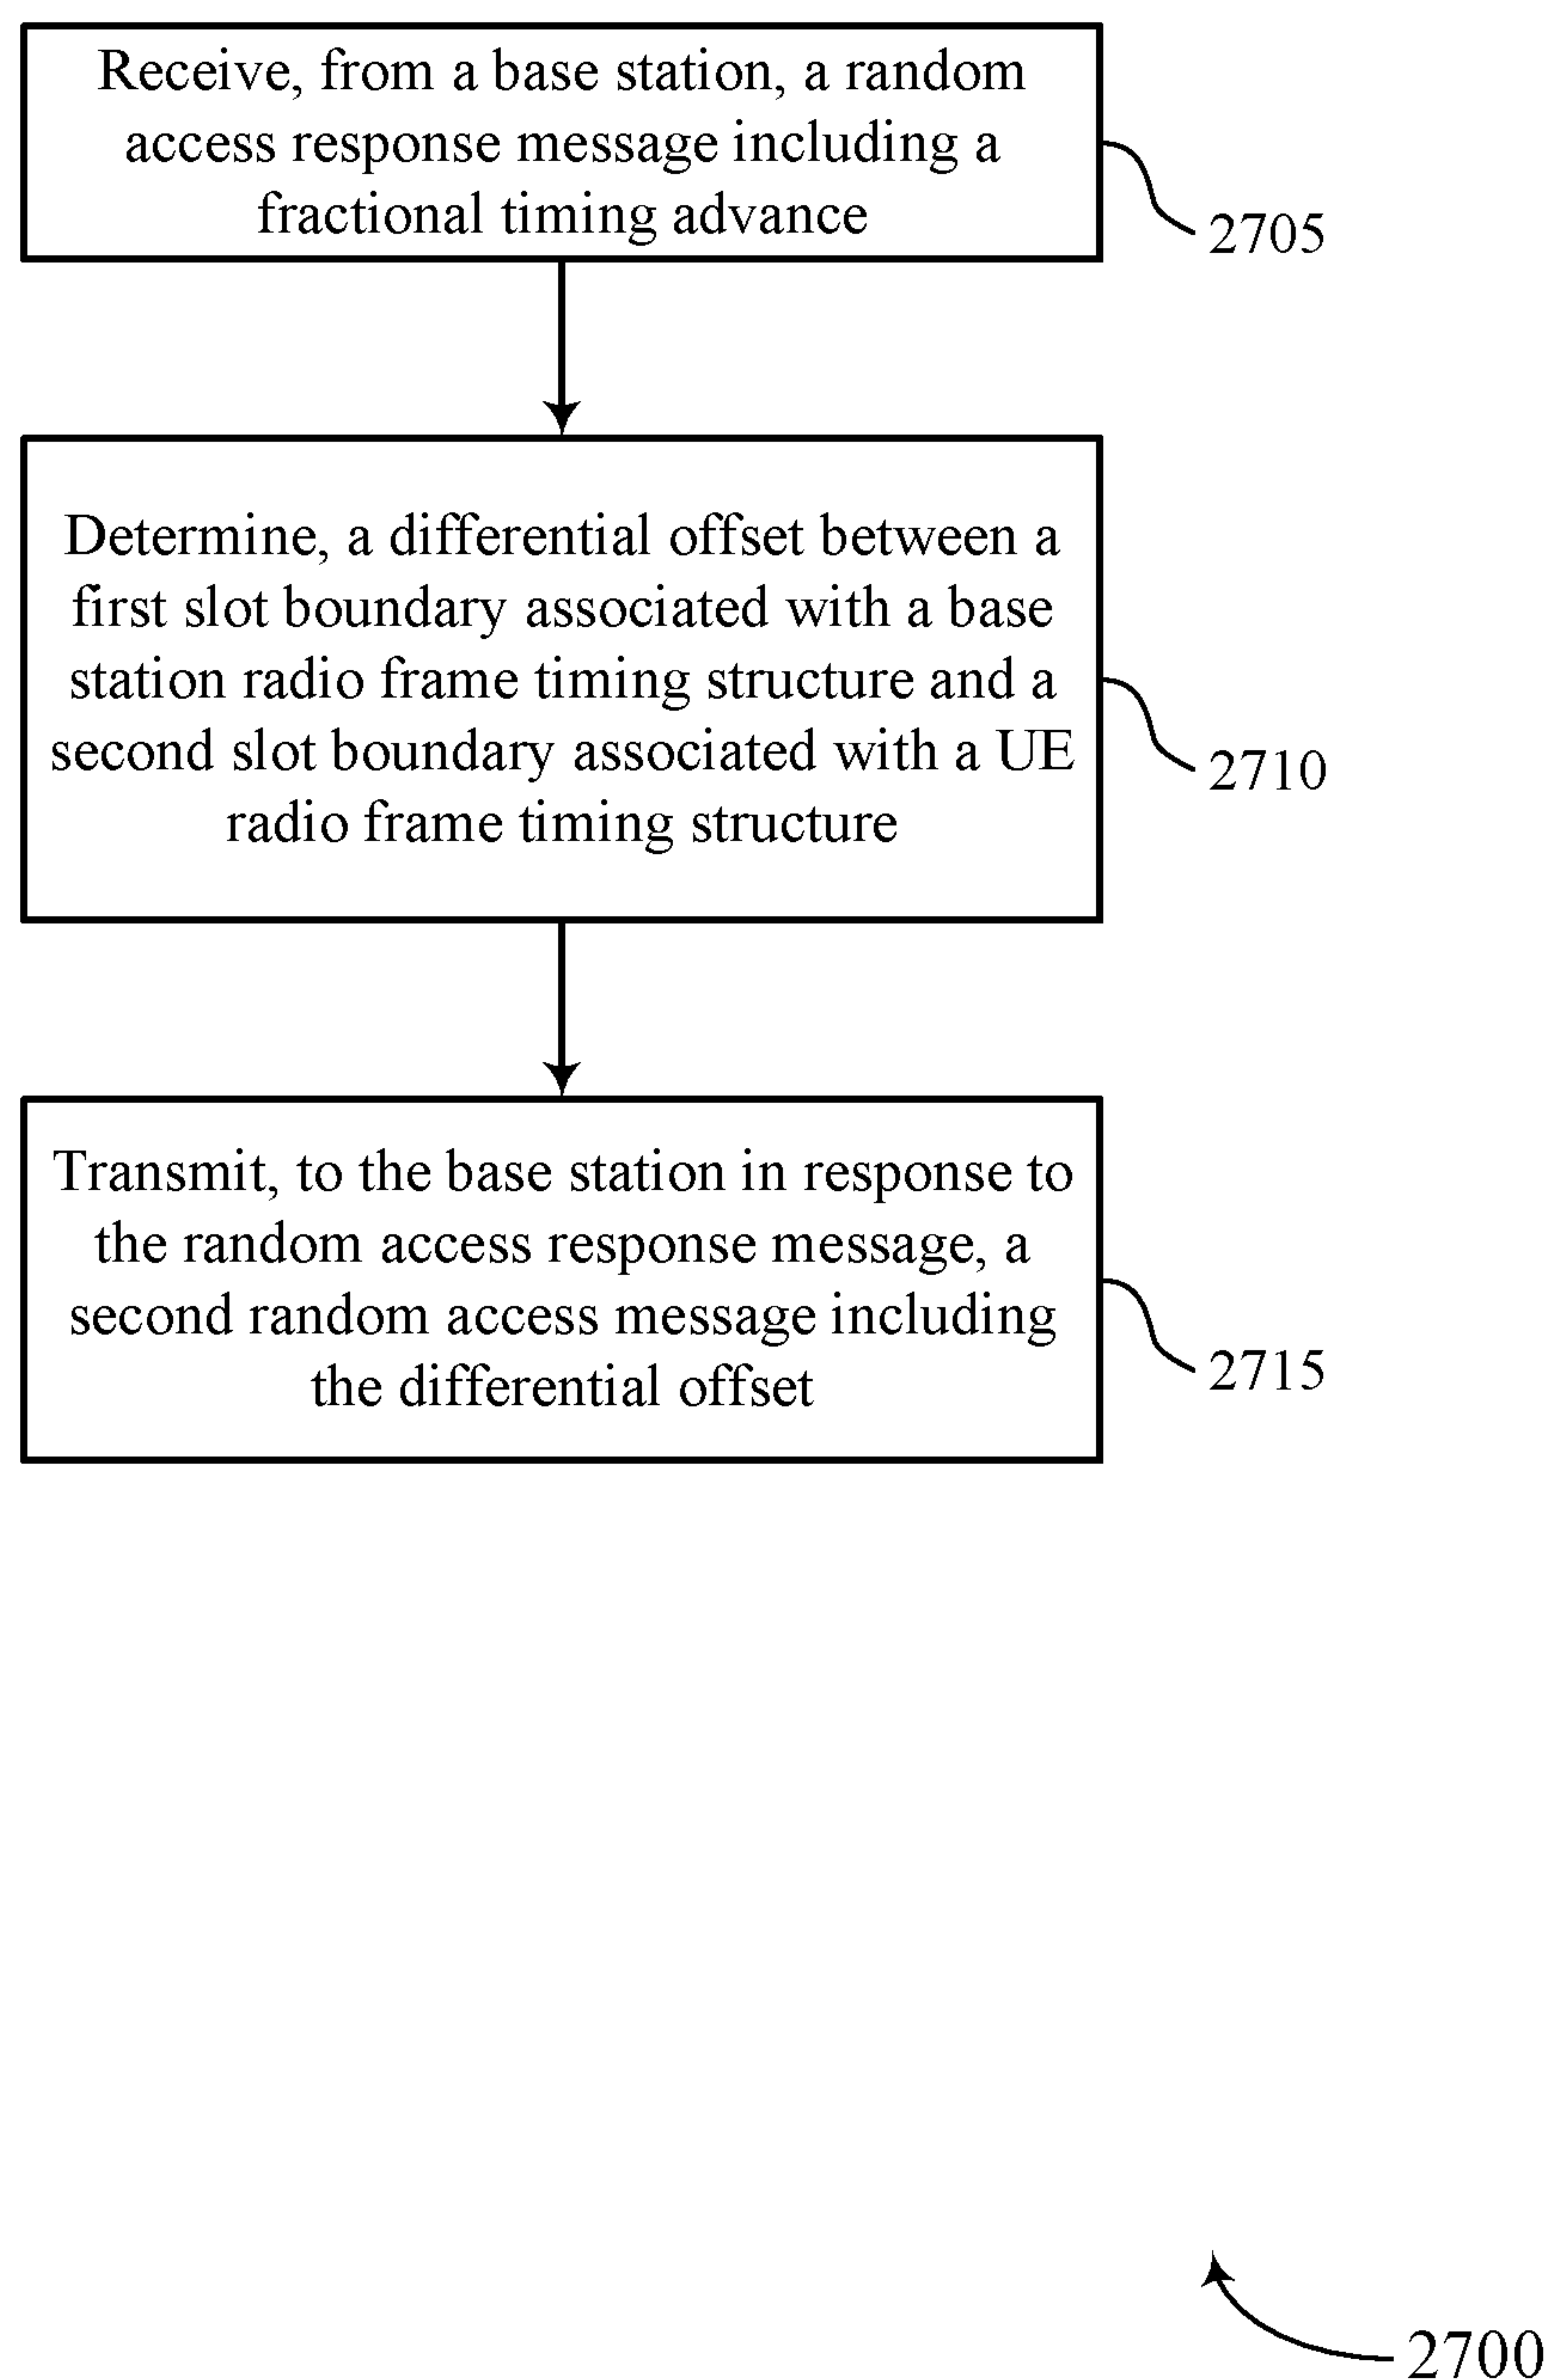 Receive, from a base station, a random
access response message including a
fractional timing advance
2705
Determine, a differential offset between a
first slot boundary associated with a base
station radio frame timing structure and a
second slot boundary associated with a UE
radio frame timing structure
2710
Transmit, to the base station in response to
the random access response message, a
second random access message including
the differential offset
2715
2700